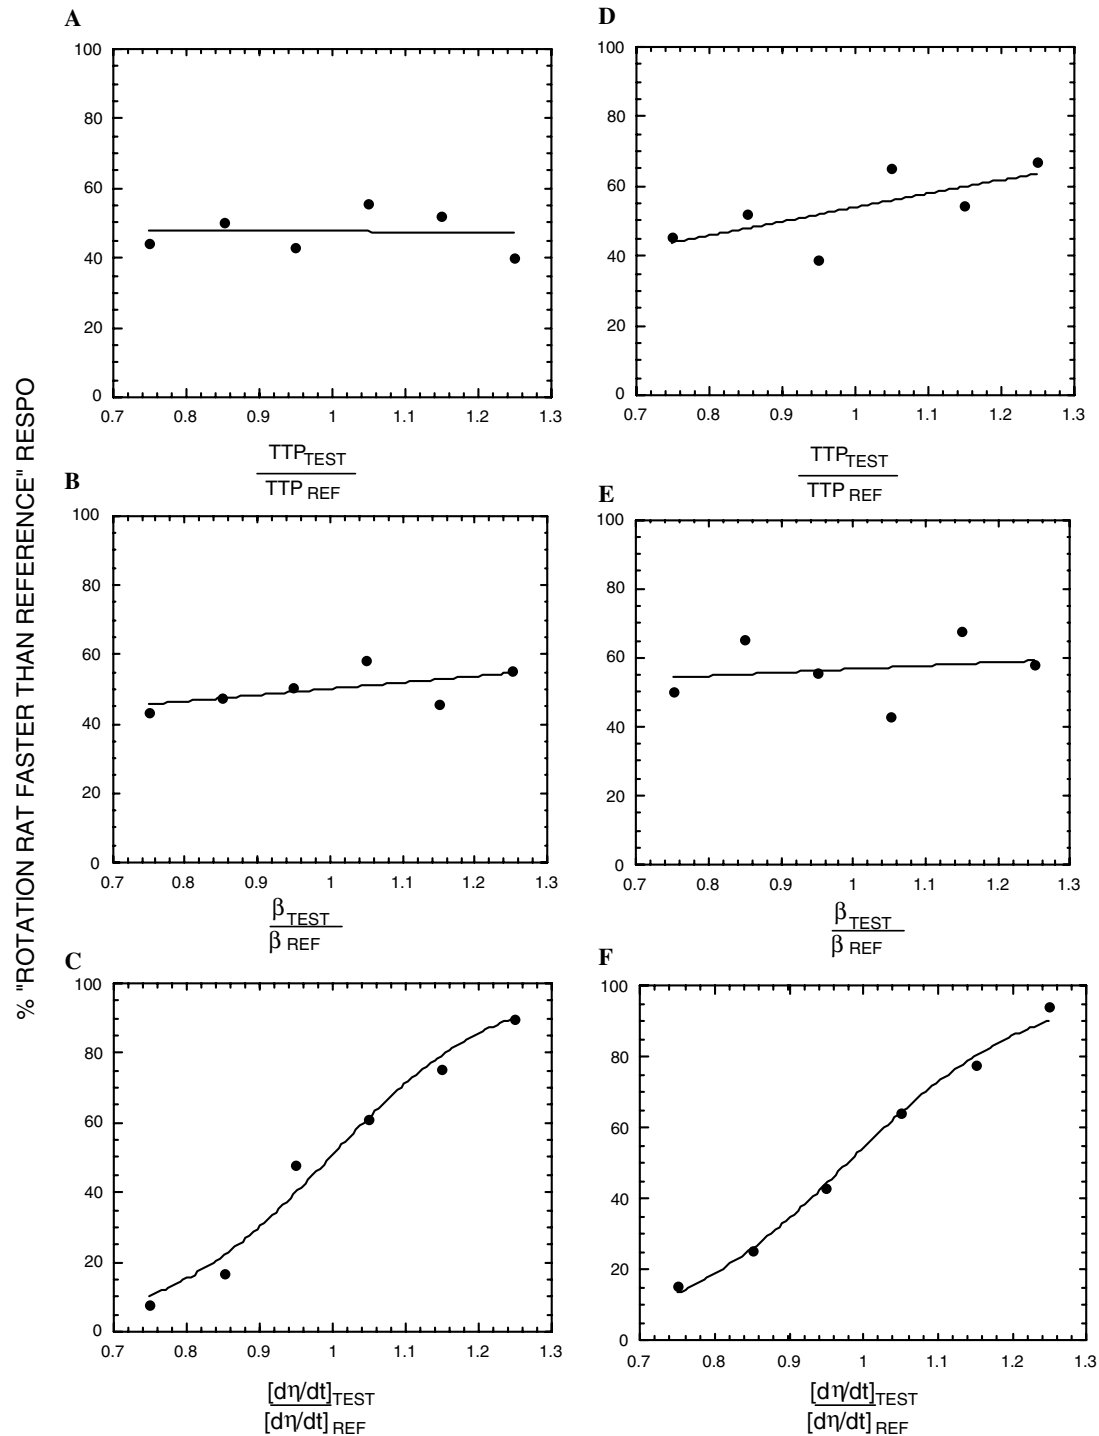 % "ROTATION RAT FASTER THAN REFERENCE" RESPO
A
100
80
60
40
20
0
0.7 0.8 0.9 1 1.1 1.2 1.3
TTP TEST
TTP REF
B
100
80
60
40
20
0
0.7 0.8 0.9 1 1.1 1.2 1.3
β TEST
β REF
C
100
80
60
40
20
0
0.7 0.8 0.9 1 1.1 1.2 1.3
[dη/dt]TEST
[dη/dt] REF
D
100
80
60
40
20
0
0.7 0.8 0.9 1 1.1 1.2 1.3
TTP TEST
TTP REF
E
100
80
60
40
20
0
0.7 0.8 0.9 1 1.1 1.2 1.3
β TEST
β REF
F
100
80
60
40
20
0
0.7 0.8 0.9 1 1.1 1.2 1.3
[dη/dt]TEST
[dη/dt] REF